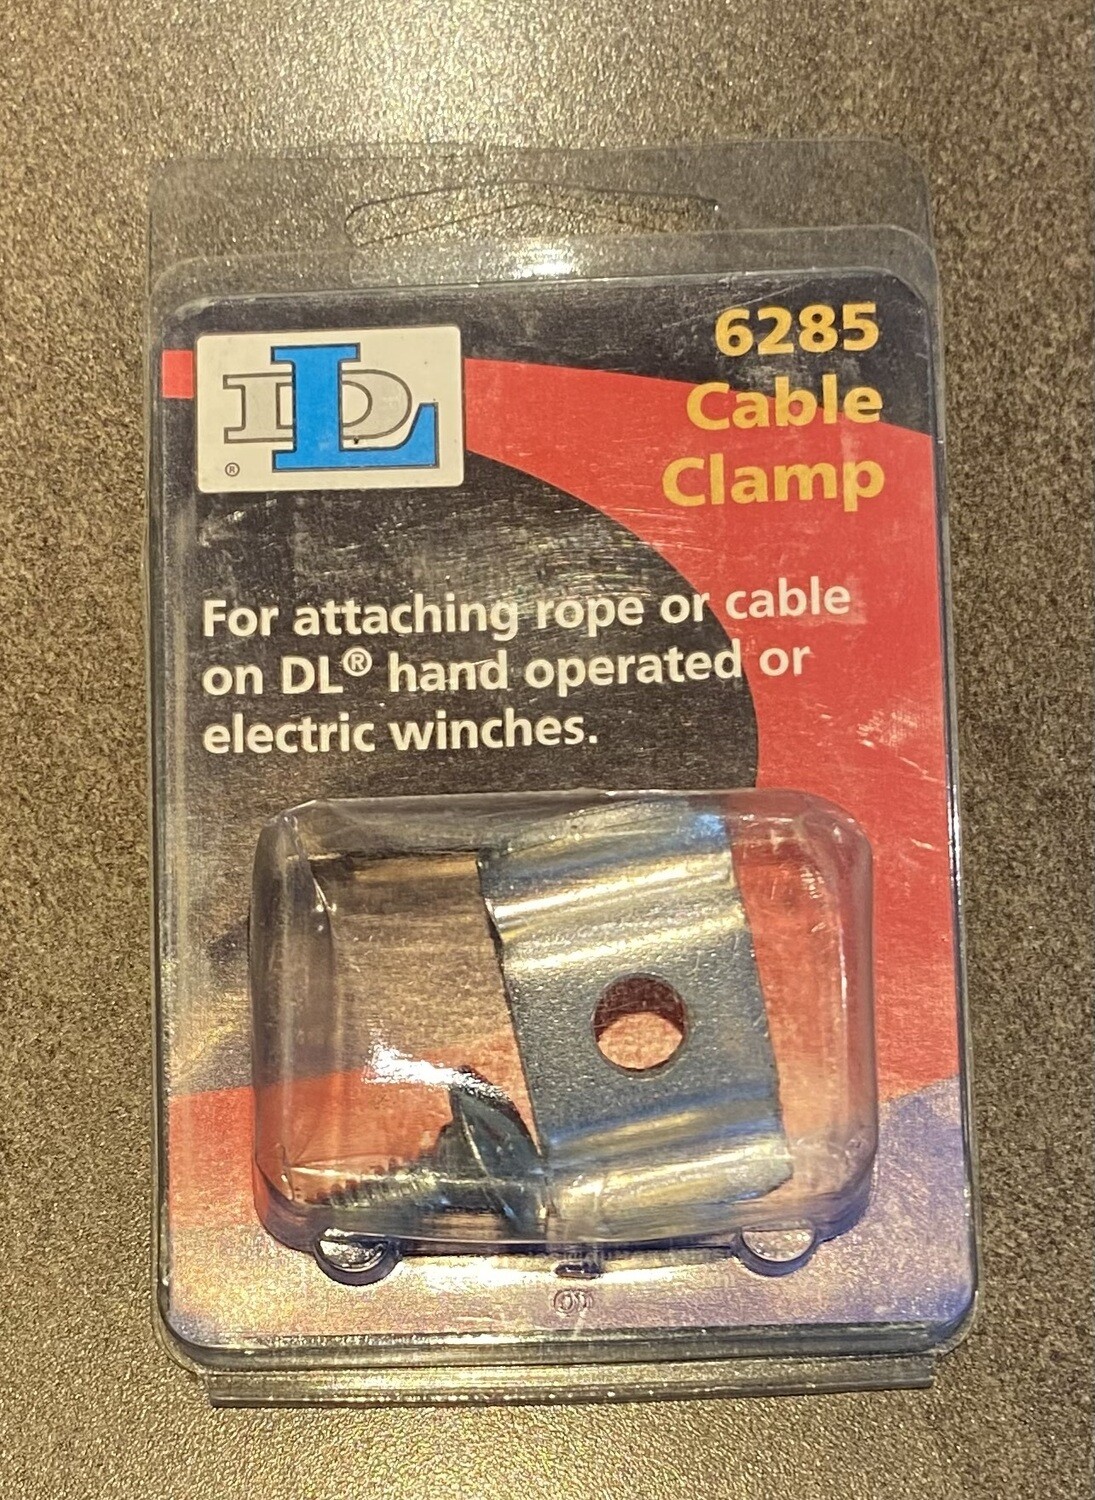 DL
®
6285
Cable
Clamp
For attaching rope or cable
on DL® hand operated or
electric winches.